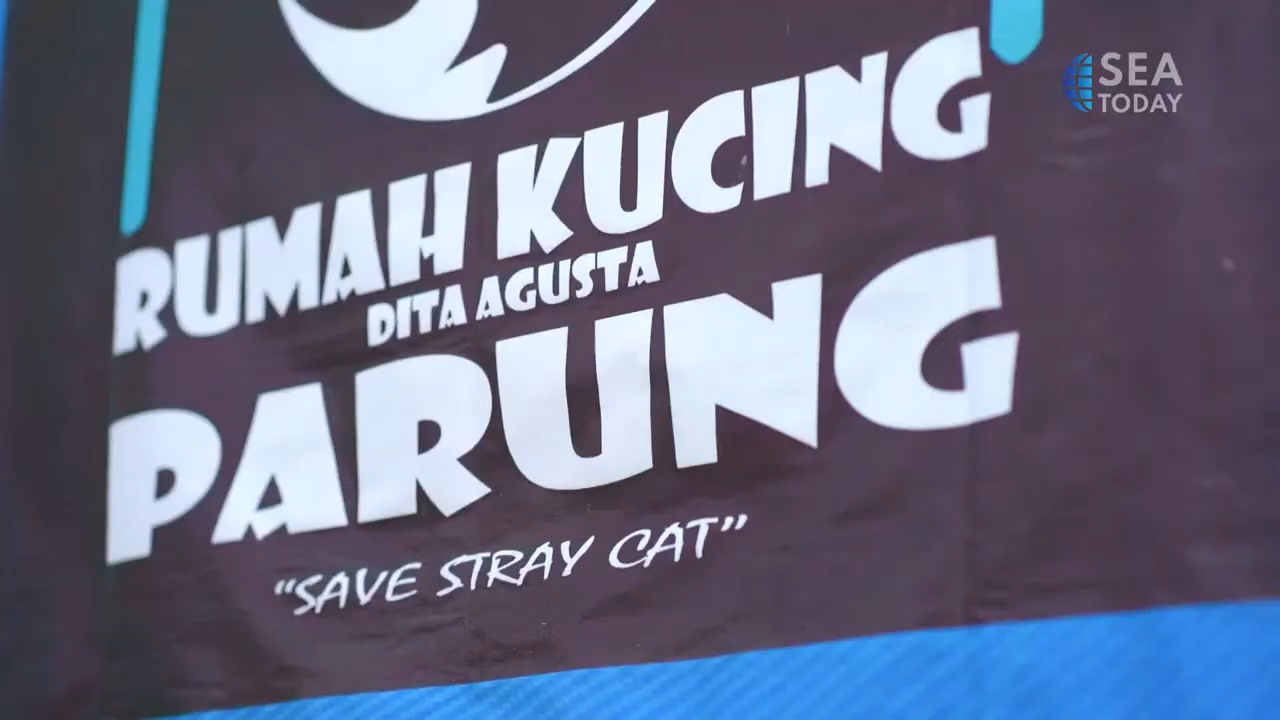 SEA
TODAY
RUMAH KUCING
DITA AGUSTA
PARUNG
“SAVE STRAY CAT”